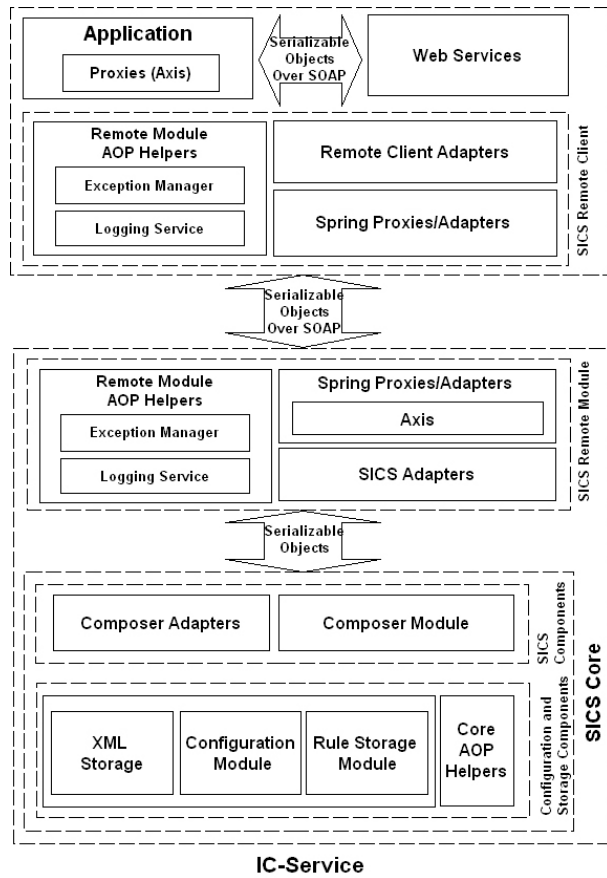 Application
Proxies (Axis)
Serializable
Objects
Over SOAP
Web Services
Remote Module
AOP Helpers
Exception Manager
Logging Service
Remote Client Adapters
Spring Proxies/Adapters
SICS Remote Client
Serializable
Objects
Over SOAP
Remote Module
AOP Helpers
Exception Manager
Logging Service
Spring Proxies/Adapters
Axis
SICS Adapters
SICS Remote Module
Serializable
Objects
Composer Adapters
Composer Module
SICS
Components
XML
Storage
Configuration
Module
Rule Storage
Module
Core
AOP
Helpers
Configuration and
Storage Components
SICS Core
IC-Service